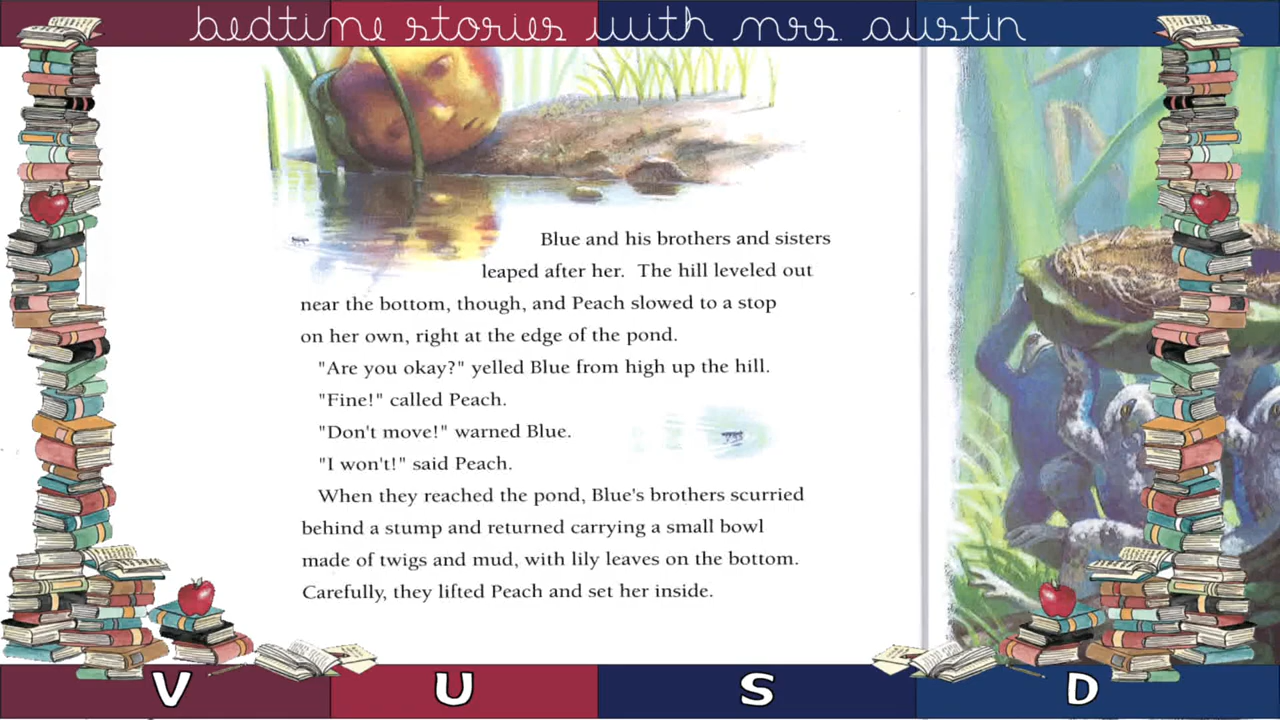 bedtime stories with mrs. austin
Blue and his brothers and sisters
leaped after her. The hill leveled out
near the bottom, though, and Peach slowed to a stop
on her own, right at the edge of the pond.
"Are you okay?" yelled Blue from high up the hill.
"Fine!" called Peach.
"Don't move!" warned Blue.
"I won't!" said Peach.
When they reached the pond, Blue's brothers scurried
behind a stump and returned carrying a small bowl
made of twigs and mud, with lily leaves on the bottom.
Carefully, they lifted Peach and set her inside.
V U S D